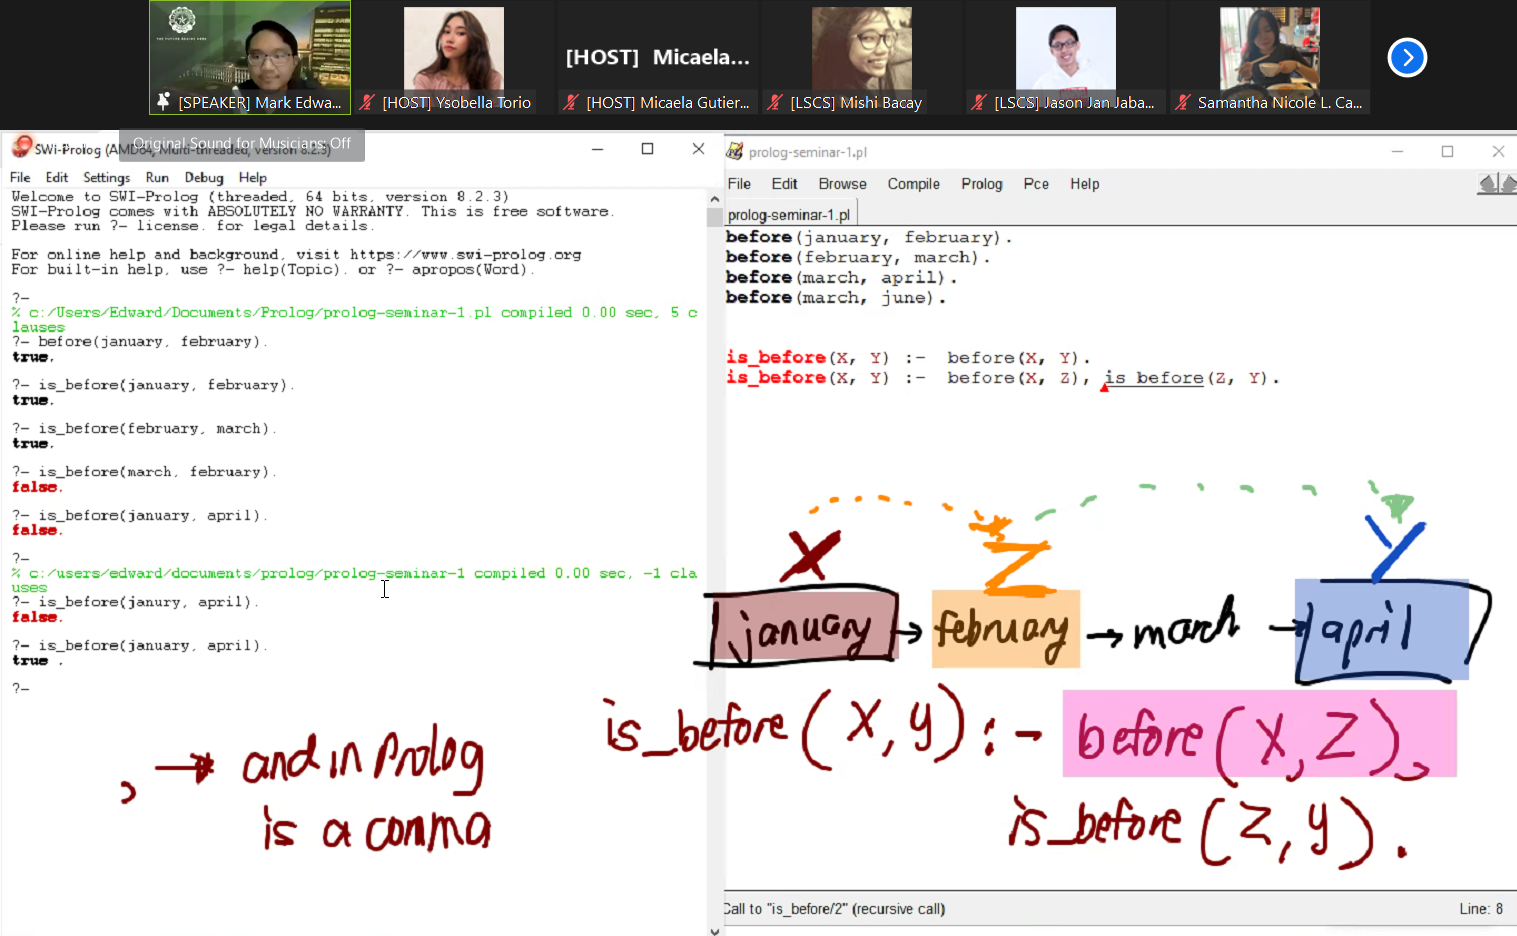 [SPEAKER] Mark Edwa...
[HOST] Ysobella Torio
[HOST] Micaela...
[HOST] Micaela Gutier...
[LSCS] Mishi Bacay
[LSCS] Jason Jan Jaba...
Samantha Nicole L. Ca...
Original Sound for Musicians: Off
SWI-Prolog (AMD64, Multi-threaded, version 8.2.3)
File Edit Settings Run Debug Help
Welcome to SWI-Prolog (threaded, 64 bits, version 8.2.3)
SWI-Prolog comes with ABSOLUTELY NO WARRANTY. This is free software.
Please run ?- license. for legal details.
For online help and background, visit https://www.swi-prolog.org
For built-in help, use ?- help(Topic). or ?- apropos(Word).
?-
% c:/Users/Edward/Documents/Prolog/prolog-seminar-1.pl compiled 0.00 sec, 5 c
lauses
?- before(january, february).
true.
?- is_before(january, february).
true.
?- is_before(february, march).
true.
?- is_before(march, february).
false.
?- is_before(january, april).
false.
?-
% c:/users/edward/documents/prolog/prolog-seminar-1 compiled 0.00 sec, -1 cla
uses
?- is_before(janury, april).
false.
?- is_before(january, april).
true .
?-
, → and in Prolog
is a comma
prolog-seminar-1.pl
File Edit Browse Compile Prolog Pce Help
prolog-seminar-1.pl
before(january, february).
before(february, march).
before(march, april).
before(march, june).
is_before(X, Y) :- before(X, Y).
is_before(X, Y) :- before(X, Z), is_before(Z, Y).
X Z Y
january → february → march → april
is_before(X, Y) :- before(X, Z),
is_before(Z, Y).
Call to "is_before/2" (recursive call)
Line: 8